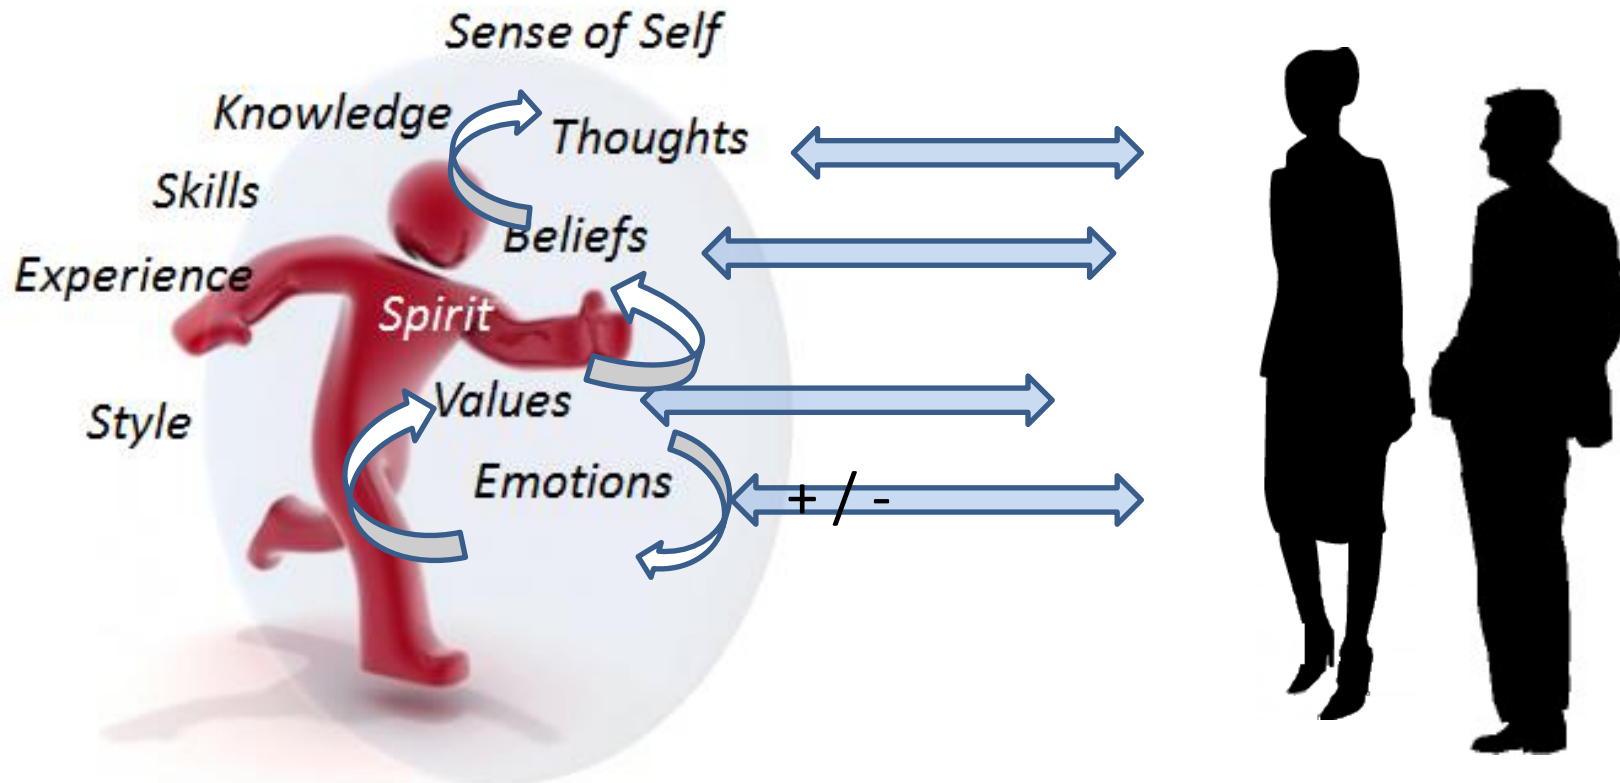 Sense of Self
Knowledge
Thoughts
Skills
Beliefs
Experience
Spirit
Values
Style
Emotions
+ / -